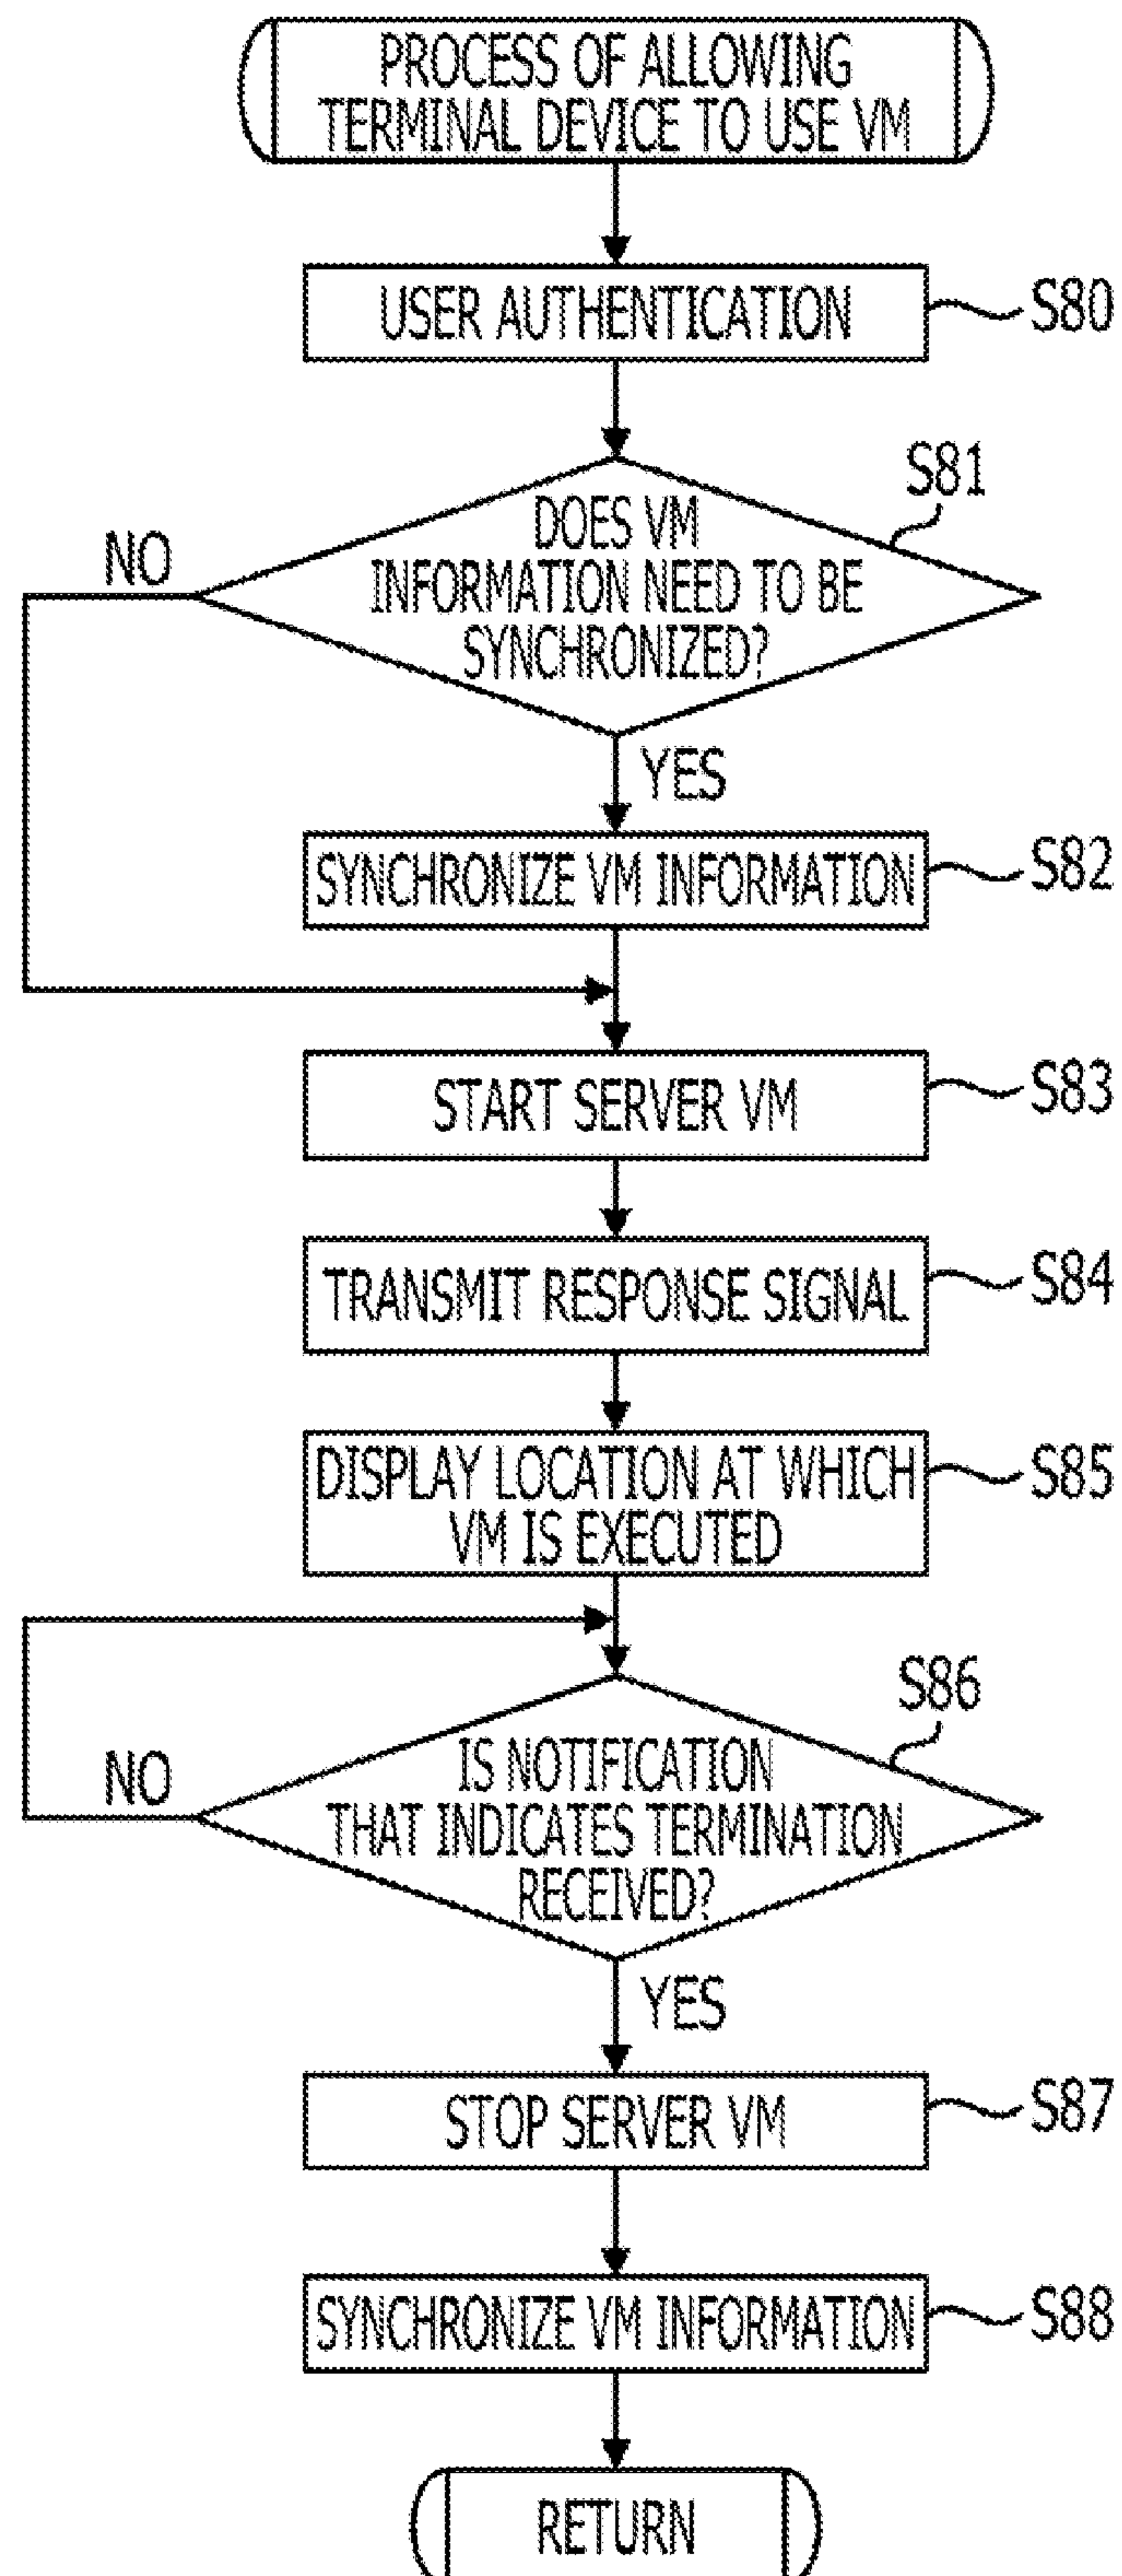 PROCESS OF ALLOWING
TERMINAL DEVICE TO USE VM
USER AUTHENTICATION
S80
S81
DOES VM
INFORMATION NEED TO BE
SYNCHRONIZED?
NO
YES
SYNCHRONIZE VM INFORMATION
S82
START SERVER VM
S83
TRANSMIT RESPONSE SIGNAL
S84
DISPLAY LOCATION AT WHICH
VM IS EXECUTED
S85
S86
IS NOTIFICATION
THAT INDICATES TERMINATION
RECEIVED?
NO
YES
STOP SERVER VM
S87
SYNCHRONIZE VM INFORMATION
S88
RETURN